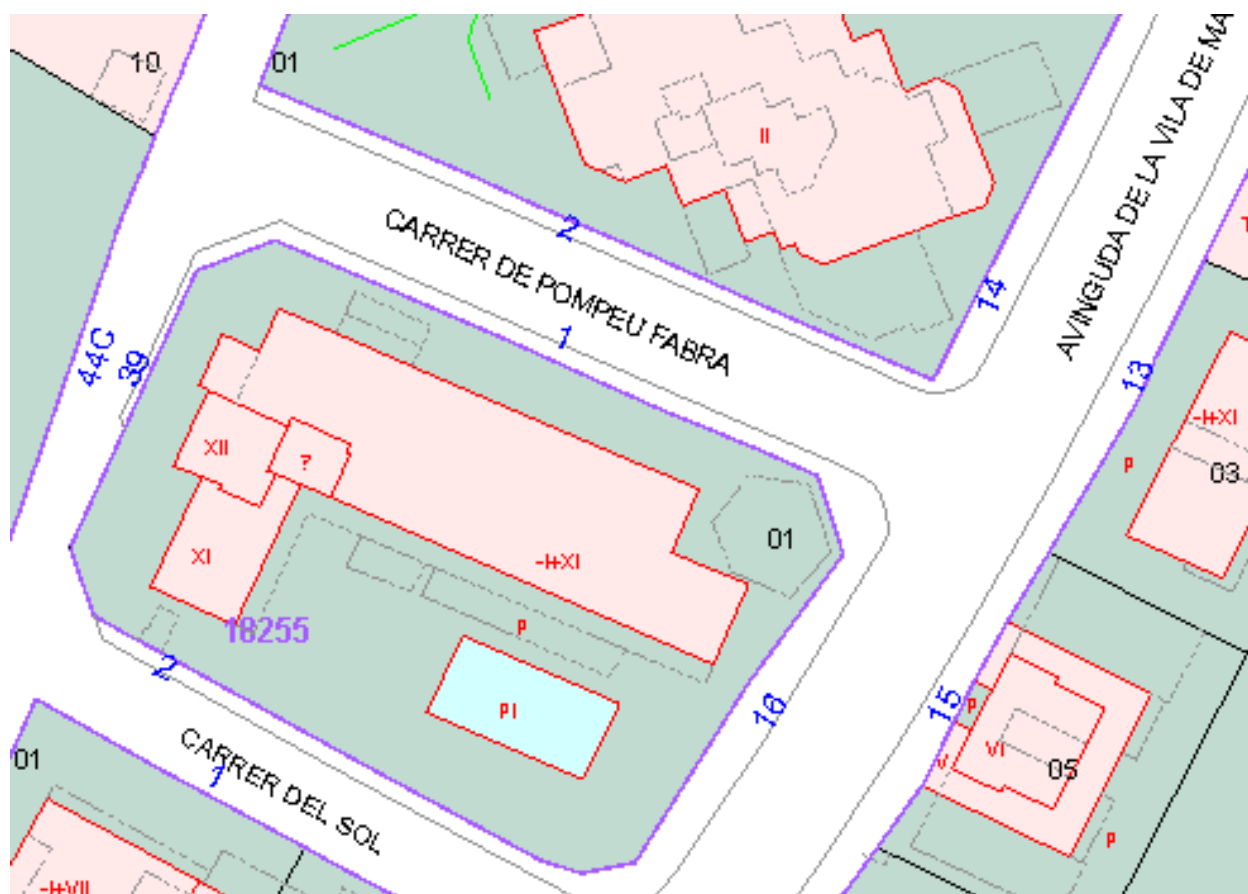 10
01
II
AVINGUDA DE LA VILA DE MA
CARRER DE POMPEU FABRA
2
14
44C
39
1
13
-I+XI
P
03
XII
?
01
XI
-I+XI
18255
P
2
PI
16
15
P
VI
V
05
CARRER DEL SOL
1
01
P
-I+VII